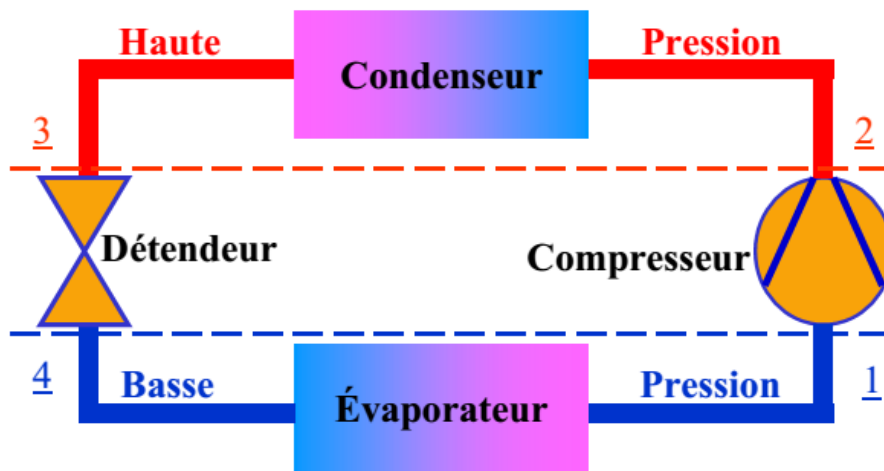 Haute
Condenseur
Pression
3
2
Détendeur
Compresseur
4
Basse
Évaporateur
Pression
1